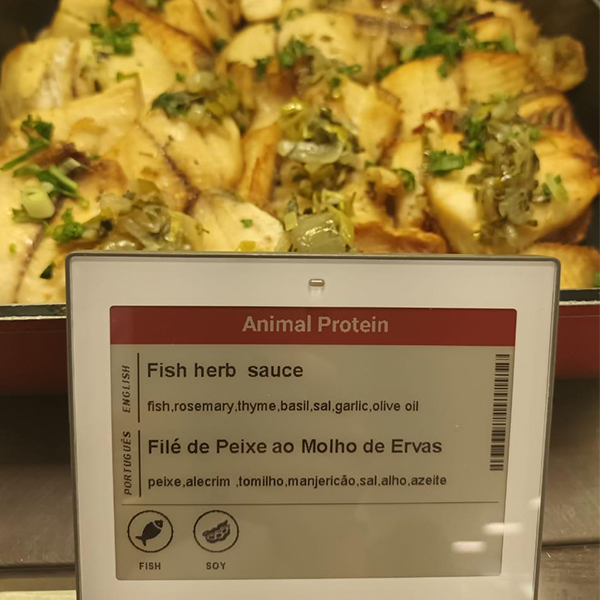 Animal Protein
ENGLISH
Fish herb sauce
fish,rosemary,thyme,basil,sal,garlic,olive oil
PORTUGUÊS
Filé de Peixe ao Molho de Ervas
peixe,alecrim ,tomilho,manjericão,sal,alho,azeite
FISH
SOY